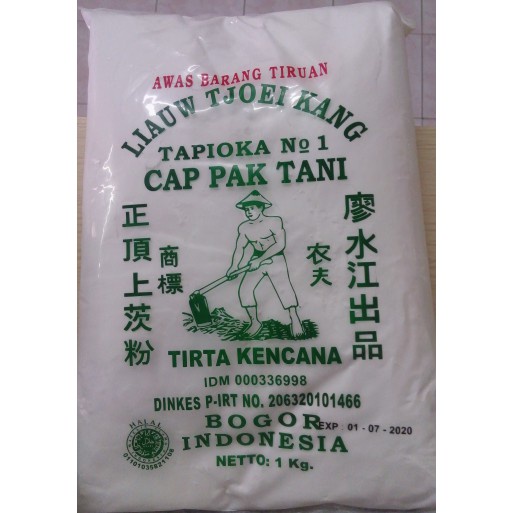 AWAS BARANG TIRUAN
LIAUW TJOEI KANG
TAPIOKA No 1
CAP PAK TANI
正頂上茨粉
商標
农夫
廖水江出品
TIRTA KENCANA
IDM 000336998
DINKES P-IRT NO. 206320101466
BOGOR
EXP : 01 - 07 - 2020
INDONESIA
NETTO: 1 Kg.
HALAL
01101035821106